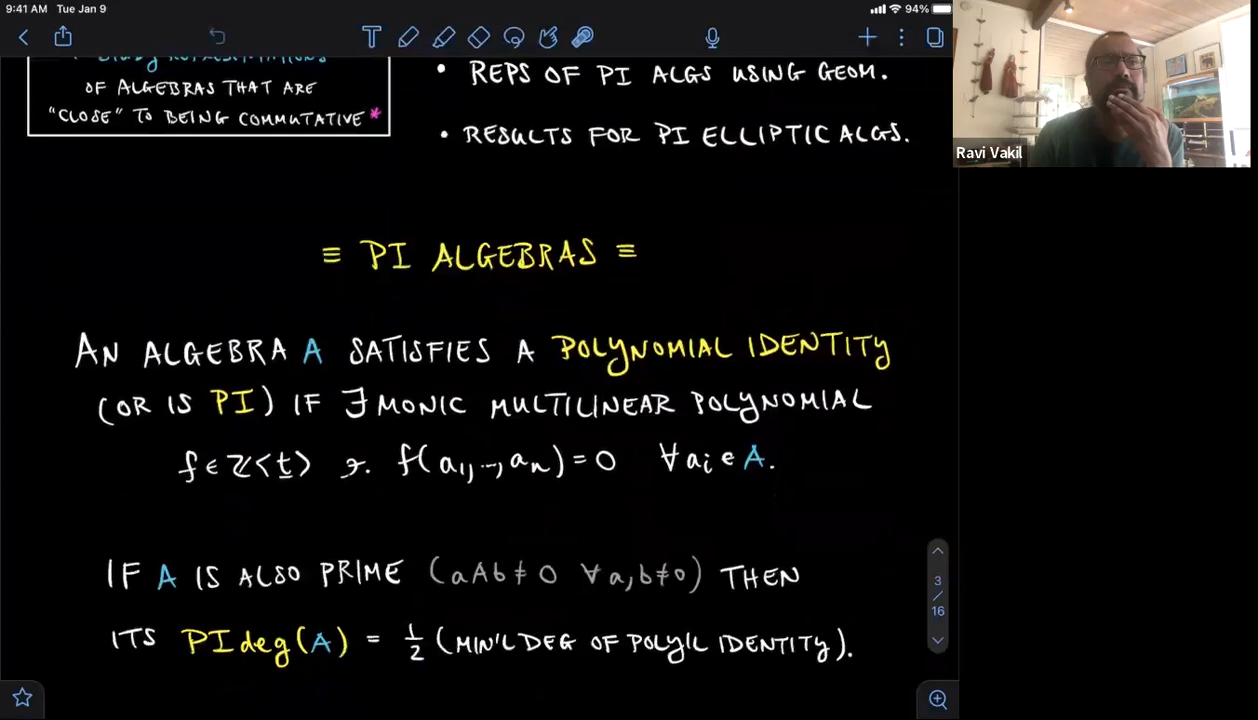 9:41 AM Tue Jan 9
94%
OF ALGEBRAS THAT ARE
"CLOSE" TO BEING COMMUTATIVE *
• REPS OF PI ALGS USING GEOM.
• RESULTS FOR PI ELLIPTIC ALGS.
Ravi Vakil
≡ PI ALGEBRAS ≡
AN ALGEBRA A SATISFIES A POLYNOMIAL IDENTITY
(OR IS PI) IF ∃ MONIC MULTILINEAR POLYNOMIAL
f ∈ ℤ<t> ∋. f(a1,..,an) = 0 ∀ ai ∈ A.
IF A IS ALSO PRIME (aAb ≠ 0 ∀ a,b ≠ 0) THEN
ITS PIdeg(A) = 1/2 (MIN'L DEG OF POLY'L IDENTITY).
3
/
16